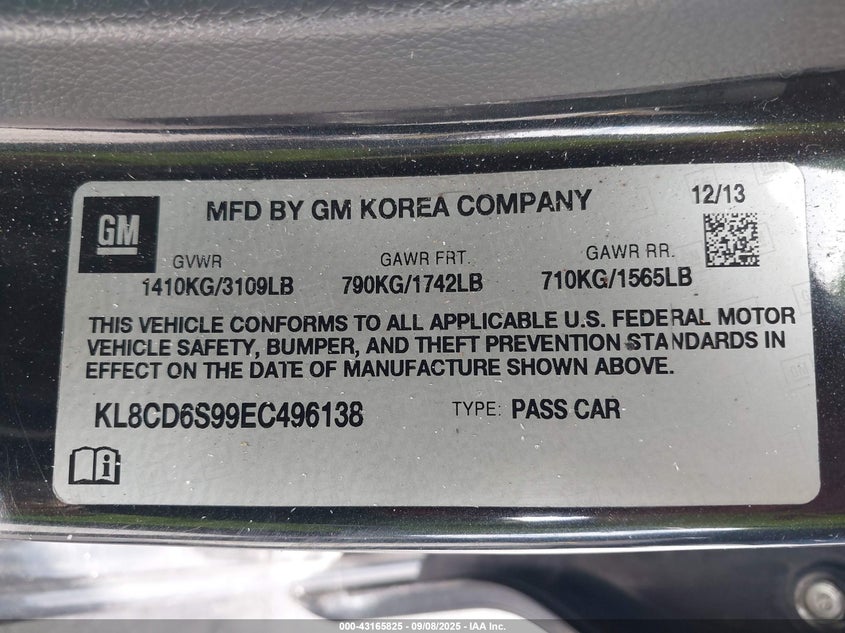 GM
MFD BY GM KOREA COMPANY
12/13
GVWR GAWR FRT. GAWR RR.
1410KG/3109LB 790KG/1742LB 710KG/1565LB
THIS VEHICLE CONFORMS TO ALL APPLICABLE U.S. FEDERAL MOTOR
VEHICLE SAFETY, BUMPER, AND THEFT PREVENTION STANDARDS IN
EFFECT ON THE DATE OF MANUFACTURE SHOWN ABOVE.
KL8CD6S99EC496138 TYPE: PASS CAR
000-43165825 - 09/08/2025 - IAA Inc.